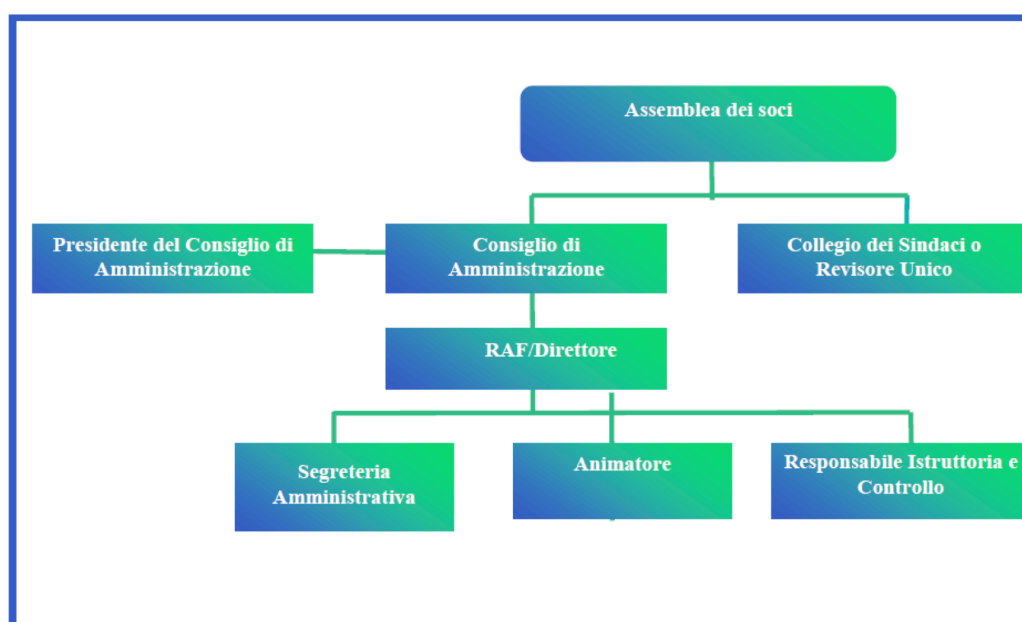 Assemblea dei soci
Presidente del Consiglio di
Amministrazione
Consiglio di
Amministrazione
Collegio dei Sindaci o
Revisore Unico
RAF/Direttore
Segreteria
Amministrativa
Animatore
Responsabile Istruttoria e
Controllo